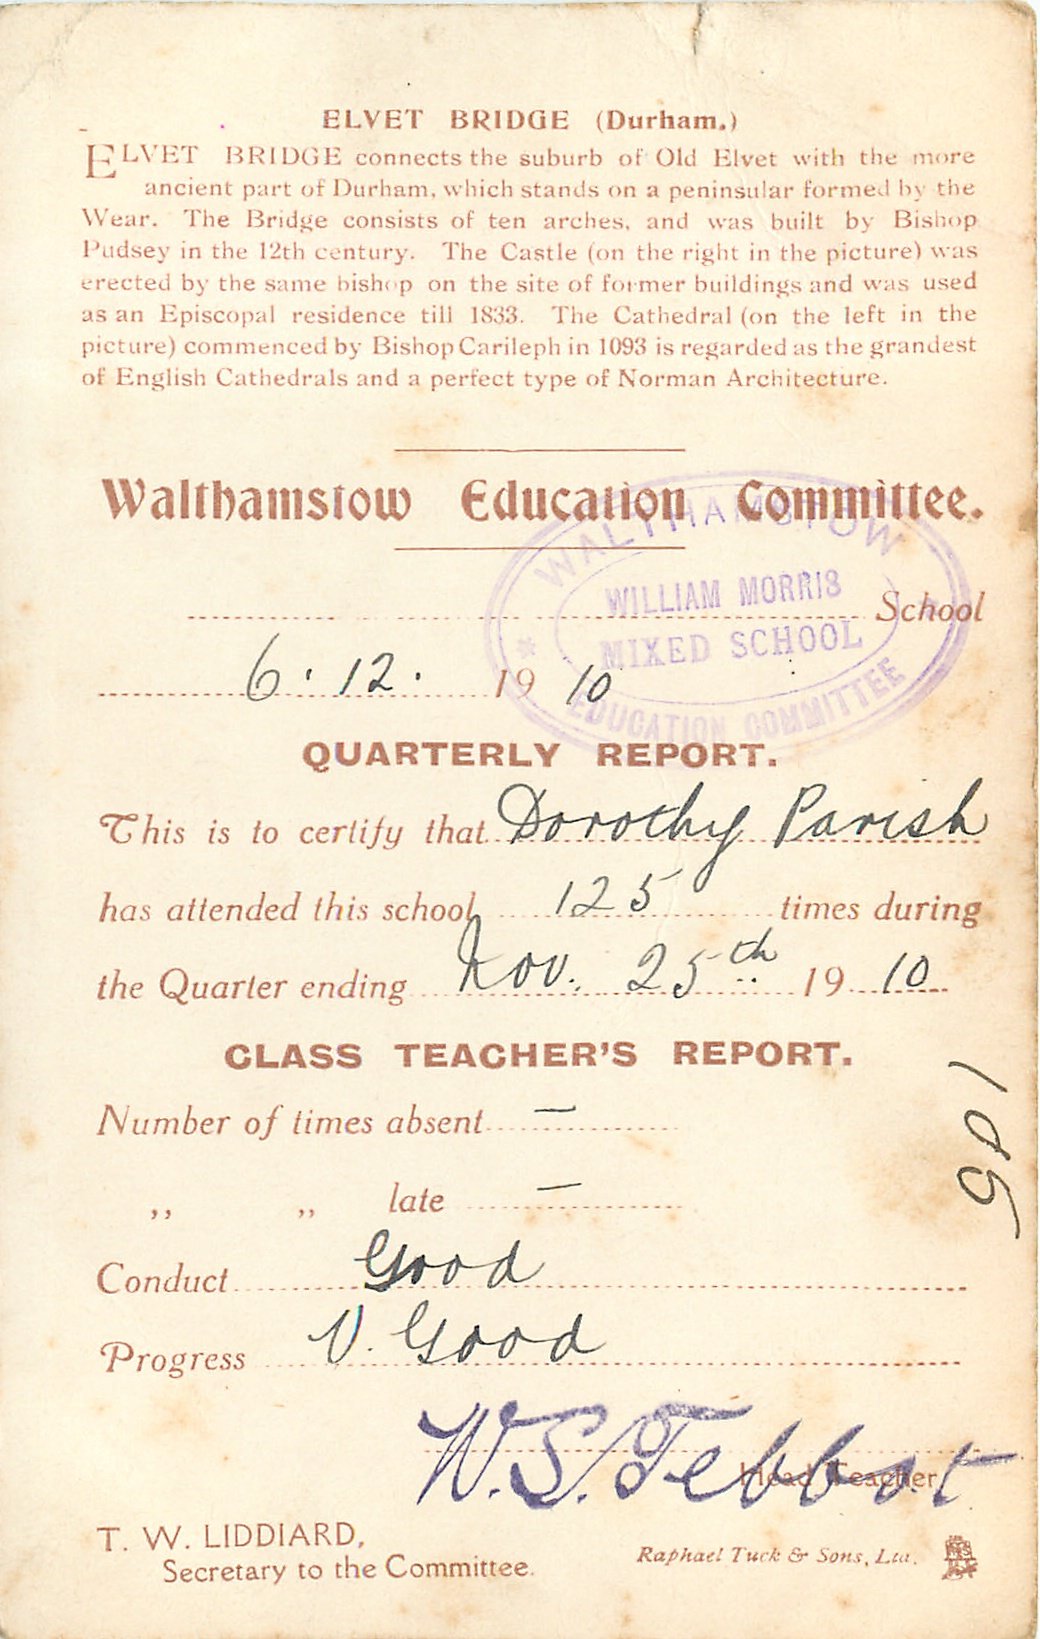 ELVET BRIDGE (Durham.)
ELVET BRIDGE connects the suburb of Old Elvet with the more
ancient part of Durham, which stands on a peninsular formed by the
Wear. The Bridge consists of ten arches, and was built by Bishop
Pudsey in the 12th century. The Castle (on the right in the picture) was
erected by the same bishop on the site of former buildings and was used
as an Episcopal residence till 1833. The Cathedral (on the left in the
picture) commenced by Bishop Carileph in 1093 is regarded as the grandest
of English Cathedrals and a perfect type of Norman Architecture.
Walthamstow Education Committee.
WALTHAMSTOW
WILLIAM MORRIS
MIXED SCHOOL
EDUCATION COMMITTEE
School
6.12.1910
QUARTERLY REPORT.
This is to certify that Dorothy Parish
has attended this school 125 times during
the Quarter ending Nov. 25th 1910
CLASS TEACHER'S REPORT.
Number of times absent —
,, ,, late —
Conduct Good
Progress V. Good
W. S. Tebbut
Head Teacher
T. W. LIDDIARD,
Secretary to the Committee.
Raphael Tuck & Sons, Ltd.